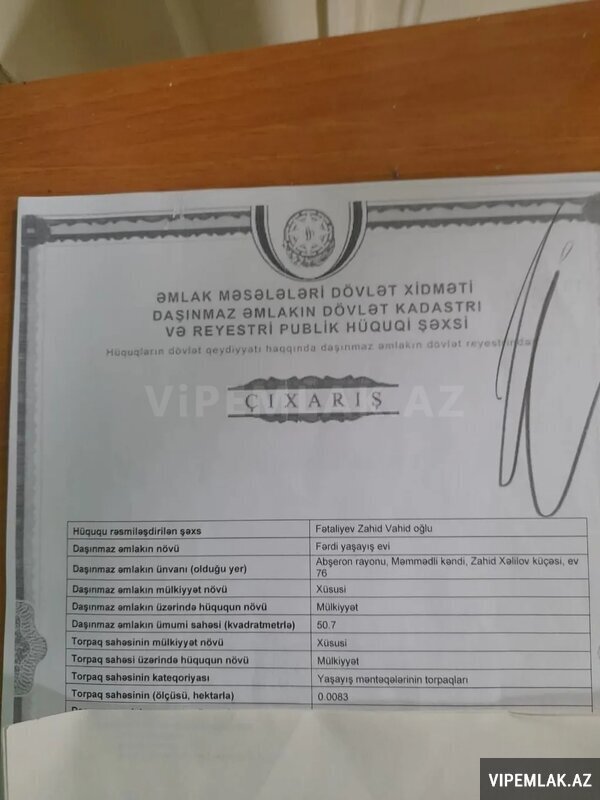 ƏMLAK MƏSƏLƏLƏRİ DÖVLƏT XİDMƏTİ
DAŞINMAZ ƏMLAKIN DÖVLƏT KADASTRI
VƏ REYESTRİ PUBLİK HÜQUQİ ŞƏXSİ
Hüquqların dövlət qeydiyyatı haqqında daşınmaz əmlakın dövlət reyestrindən
ÇIXARIŞ
ViPEMLAK.AZ
Hüququ rəsmiləşdirilən şəxs Fətaliyev Zahid Vahid oğlu
Daşınmaz əmlakın növü Fərdi yaşayış evi
Daşınmaz əmlakın ünvanı (olduğu yer) Abşeron rayonu, Məmmədli kəndi, Zahid Xəlilov küçəsi, ev
76
Daşınmaz əmlakın mülkiyyət növü Xüsusi
Daşınmaz əmlakın üzərində hüququn növü Mülkiyyət
Daşınmaz əmlakın ümumi sahəsi (kvadratmetrlə) 50.7
Torpaq sahəsinin mülkiyyət növü Xüsusi
Torpaq sahəsi üzərində hüququn növü Mülkiyyət
Torpaq sahəsinin kateqoriyası Yaşayış məntəqələrinin torpaqları
Torpaq sahəsinin (ölçüsü, hektarla) 0.0083
VIPEMLAK.AZ